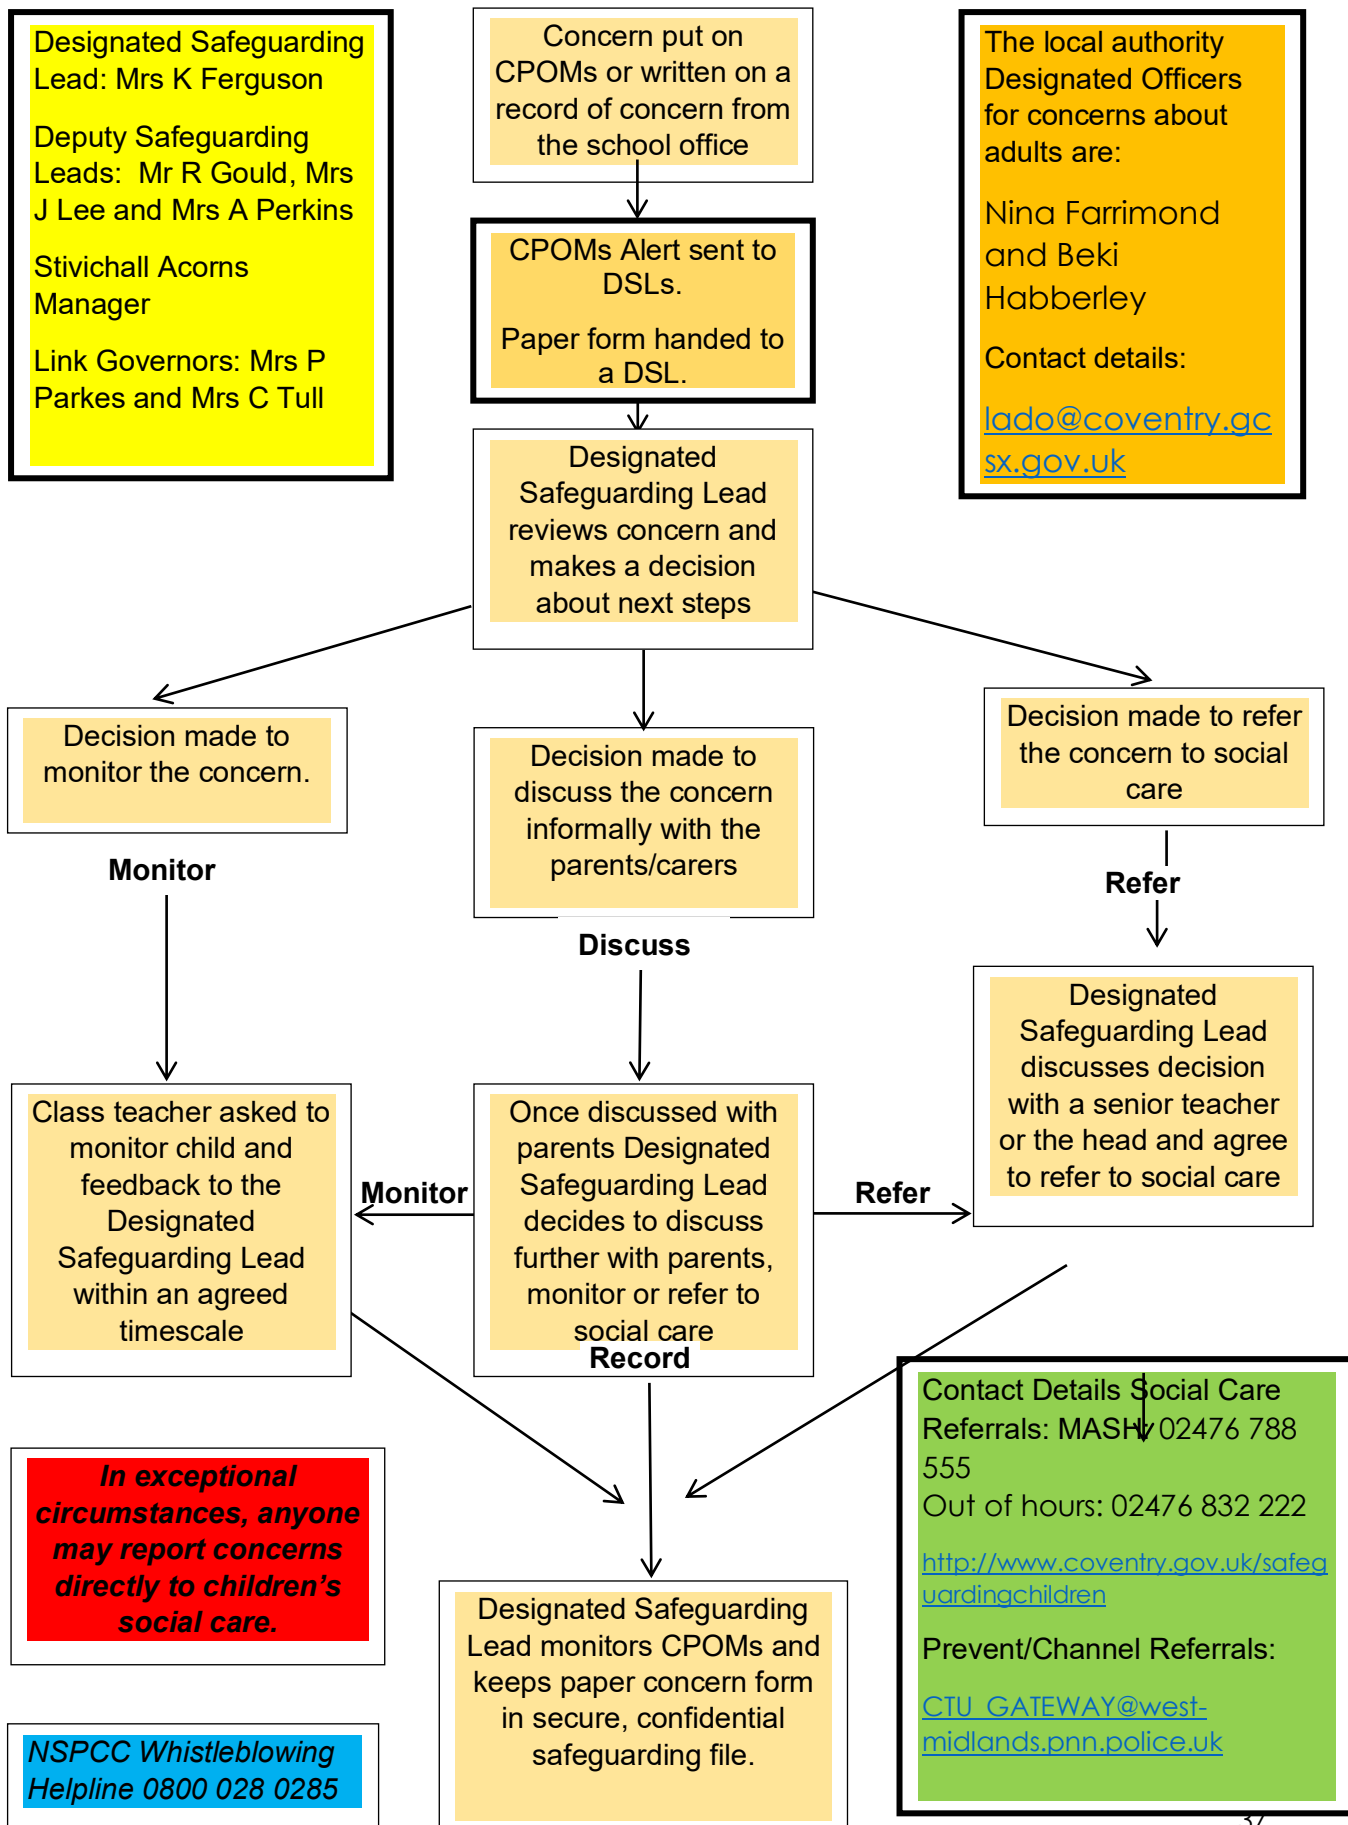 Designated Safeguarding
Lead: Mrs K Ferguson
Deputy Safeguarding
Leads:  Mr R Gould, Mrs
J Lee and Mrs A Perkins
Stivichall Acorns
Manager
Link Governors: Mrs P
Parkes and Mrs C Tull
Concern put on
CPOMs or written on a
record of concern from
the school office
The local authority
Designated Officers
for concerns about
adults are:
Nina Farrimond
and Beki
Habberley
Contact details:
lado@coventry.gc
sx.gov.uk
CPOMs Alert sent to
DSLs.
Paper form handed to
a DSL.
Designated
Safeguarding Lead
reviews concern and
makes a decision
about next steps
Decision made to
monitor the concern.
Decision made to
discuss the concern
informally with the
parents/carers
Decision made to refer
the concern to social
care
Monitor
Discuss
Refer
Class teacher asked to
monitor child and
feedback to the
Designated
Safeguarding Lead
within an agreed
timescale
Monitor
Once discussed with
parents Designated
Safeguarding Lead
decides to discuss
further with parents,
monitor or refer to
social care
Record
Refer
Designated
Safeguarding Lead
discusses decision
with a senior teacher
or the head and agree
to refer to social care
In exceptional
circumstances, anyone
may report concerns
directly to children's
social care.
Designated Safeguarding
Lead monitors CPOMs and
keeps paper concern form
in secure, confidential
safeguarding file.
Contact Details Social Care
Referrals: MASH: 02476 788
555
Out of hours: 02476 832 222
http://www.coventry.gov.uk/safeg
uardingchildren
Prevent/Channel Referrals:
CTU_GATEWAY@west-
midlands.pnn.police.uk
NSPCC Whistleblowing
Helpline 0800 028 0285